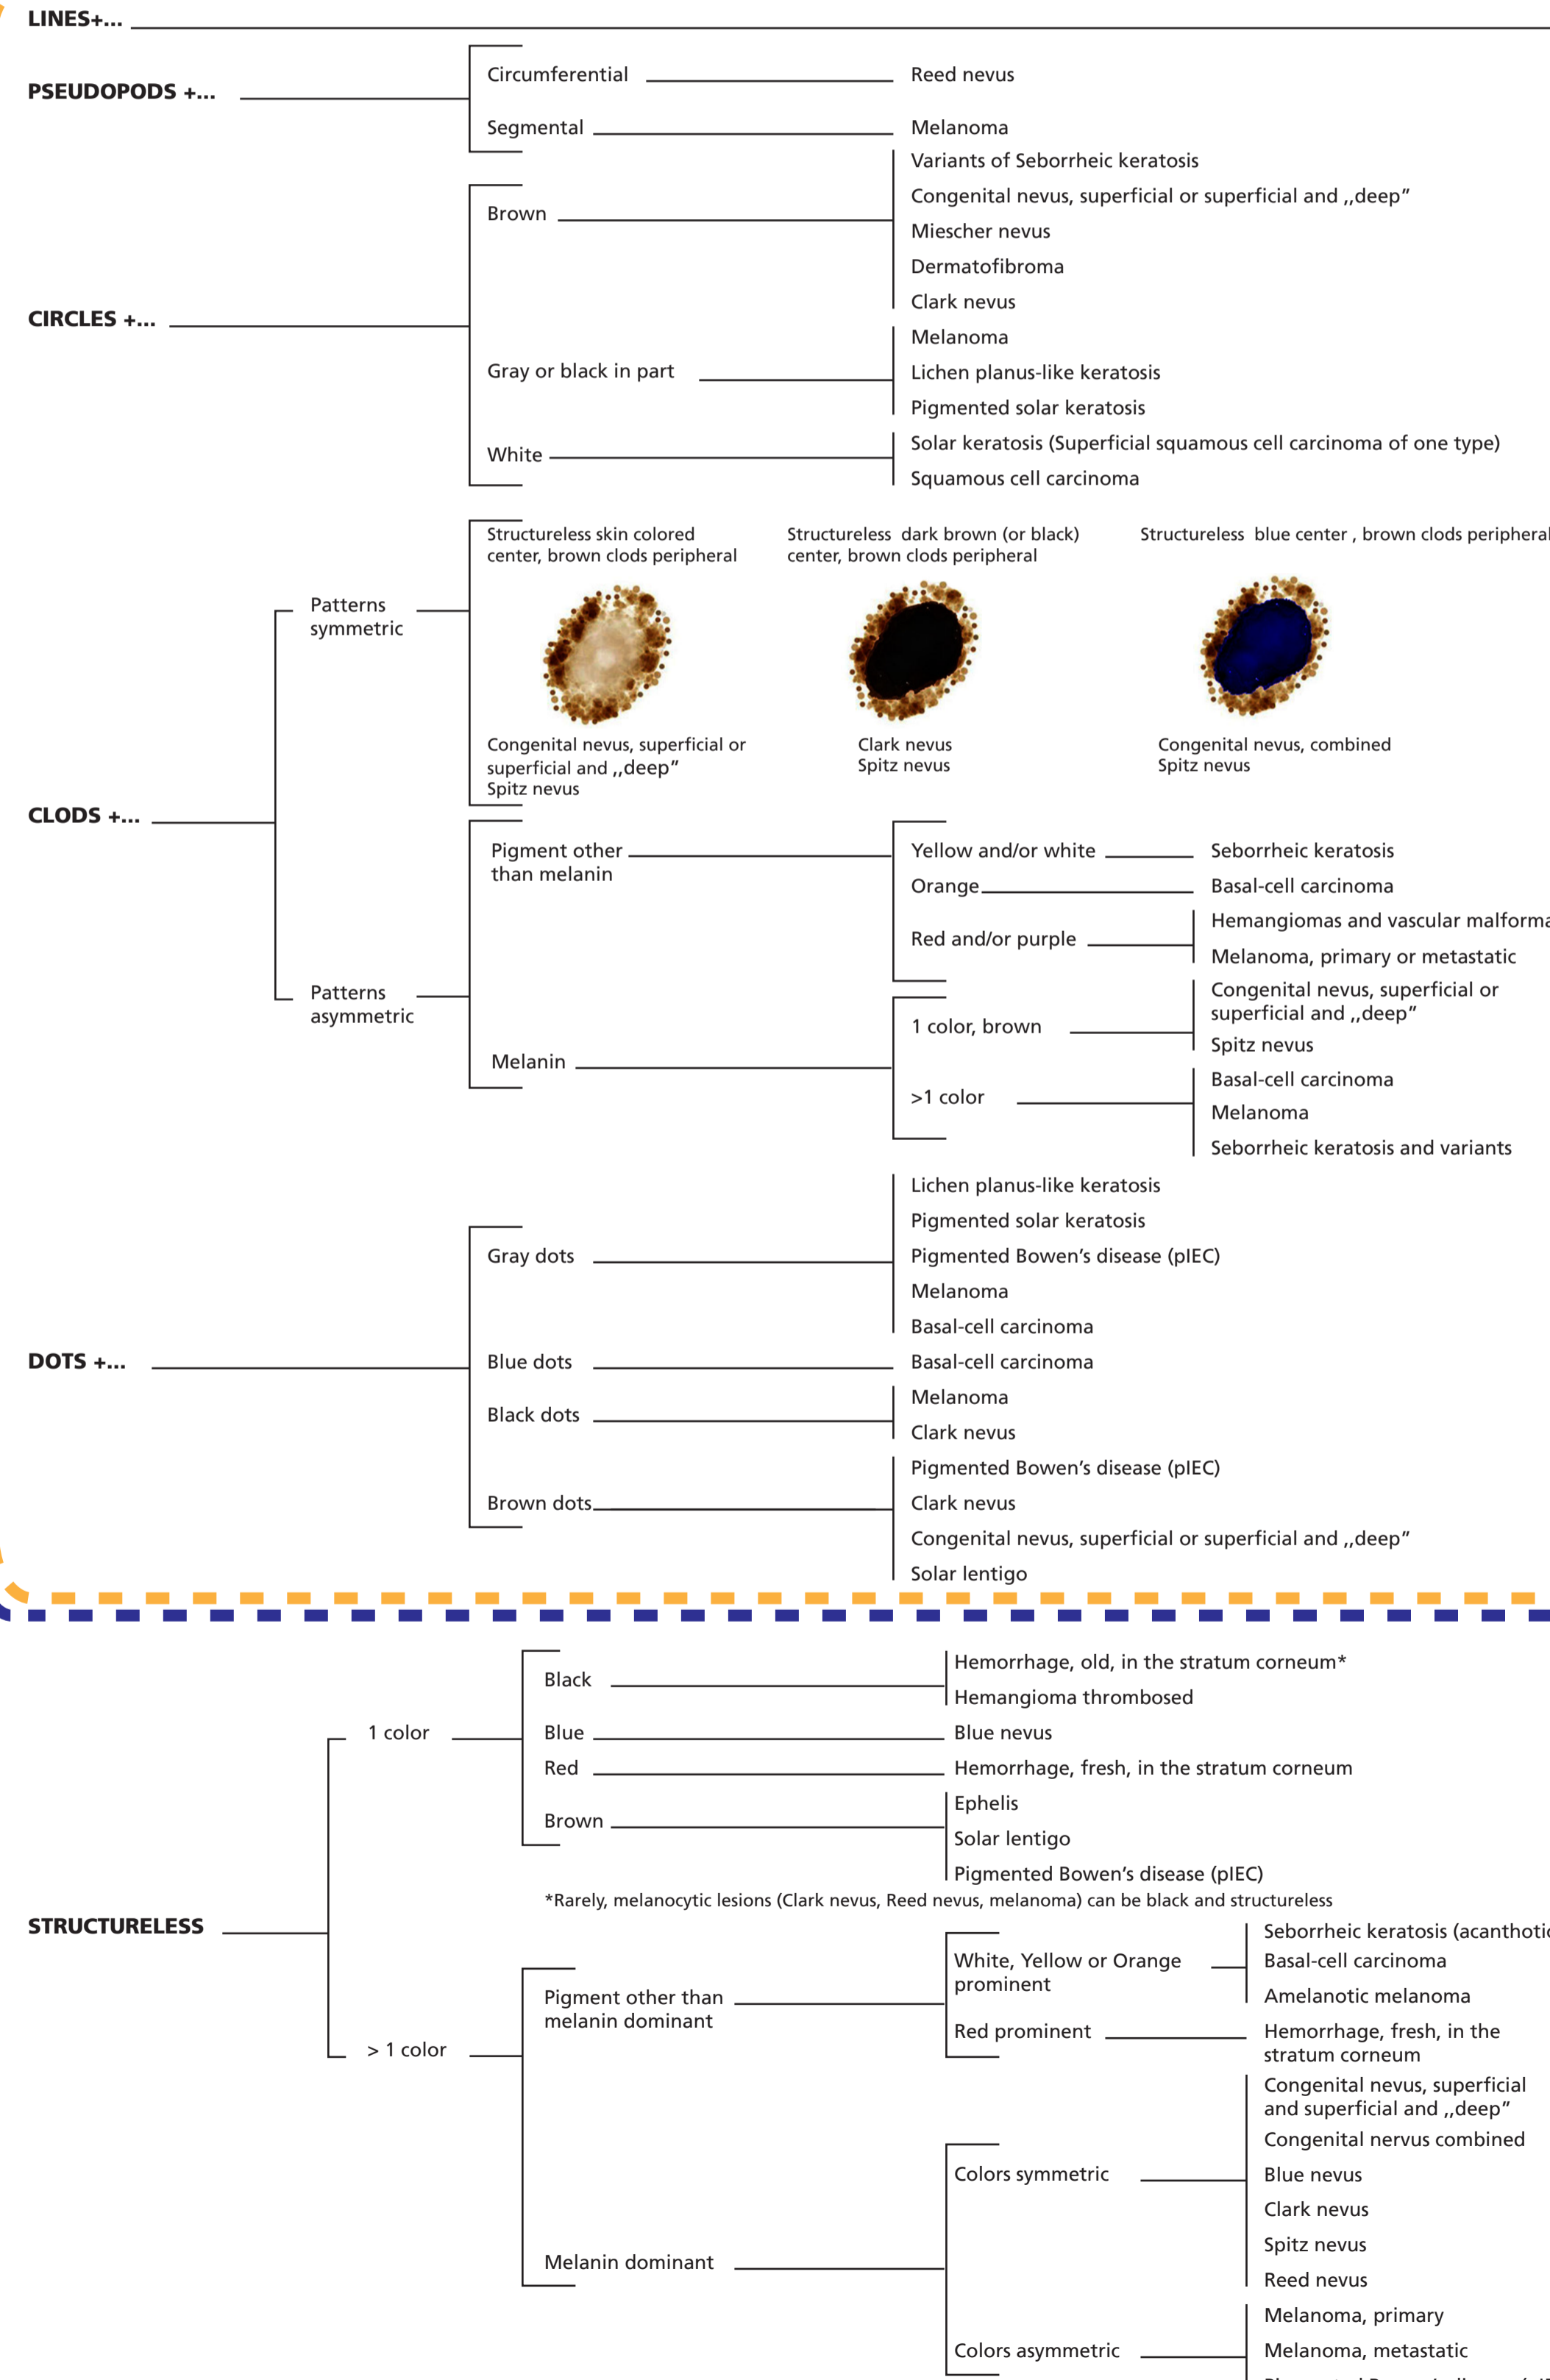 LINES+...
PSEUDOPODS +...
Circumferential
Reed nevus
Segmental
Melanoma
CIRCLES +...
Brown
Variants of Seborrheic keratosis
Congenital nevus, superficial or superficial and ,,deep”
Miescher nevus
Dermatofibroma
Clark nevus
Gray or black in part
Melanoma
Lichen planus-like keratosis
Pigmented solar keratosis
White
Solar keratosis (Superficial squamous cell carcinoma of one type)
Squamous cell carcinoma
CLODS +...
Patterns
symmetric
Structureless skin colored
center, brown clods peripheral
Structureless dark brown (or black)
center, brown clods peripheral
Structureless blue center , brown clods peripheral
Congenital nevus, superficial or
superficial and ,,deep”
Spitz nevus
Clark nevus
Spitz nevus
Congenital nevus, combined
Spitz nevus
Patterns
asymmetric
Pigment other
than melanin
Yellow and/or white
Seborrheic keratosis
Orange
Basal-cell carcinoma
Red and/or purple
Hemangiomas and vascular
Melanoma, primary or metastatic
Melanin
1 color, brown
Congenital nevus, superficial or
superficial and ,,deep”
Spitz nevus
>1 color
Basal-cell carcinoma
Melanoma
Seborrheic keratosis and variants
DOTS +...
Gray dots
Lichen planus-like keratosis
Pigmented solar keratosis
Pigmented Bowen’s disease (pIEC)
Melanoma
Basal-cell carcinoma
Blue dots
Basal-cell carcinoma
Black dots
Melanoma
Clark nevus
Brown dots
Pigmented Bowen’s disease (pIEC)
Clark nevus
Congenital nevus, superficial or superficial and ,,deep”
Solar lentigo
STRUCTURELESS
1 color
Black
Hemorrhage, old, in the stratum corneum*
Hemangioma thrombosed
Blue
Blue nevus
Red
Hemorrhage, fresh, in the stratum corneum
Brown
Ephelis
Solar lentigo
Pigmented Bowen’s disease (pIEC)
*Rarely, melanocytic lesions (Clark nevus, Reed nevus, melanoma) can be black and structureless
> 1 color
Pigment other than
melanin dominant
White, Yellow or Orange
prominent
Seborrheic keratosis
Basal-cell carcinoma
Amelanotic melanoma
Red prominent
Hemorrhage, fresh, in the
stratum corneum
Melanin dominant
Colors symmetric
Congenital nevus, superficial
and superficial and ,,deep”
Congenital nervus combined
Blue nevus
Clark nevus
Spitz nevus
Reed nevus
Colors asymmetric
Melanoma, primary
Melanoma, metastatic